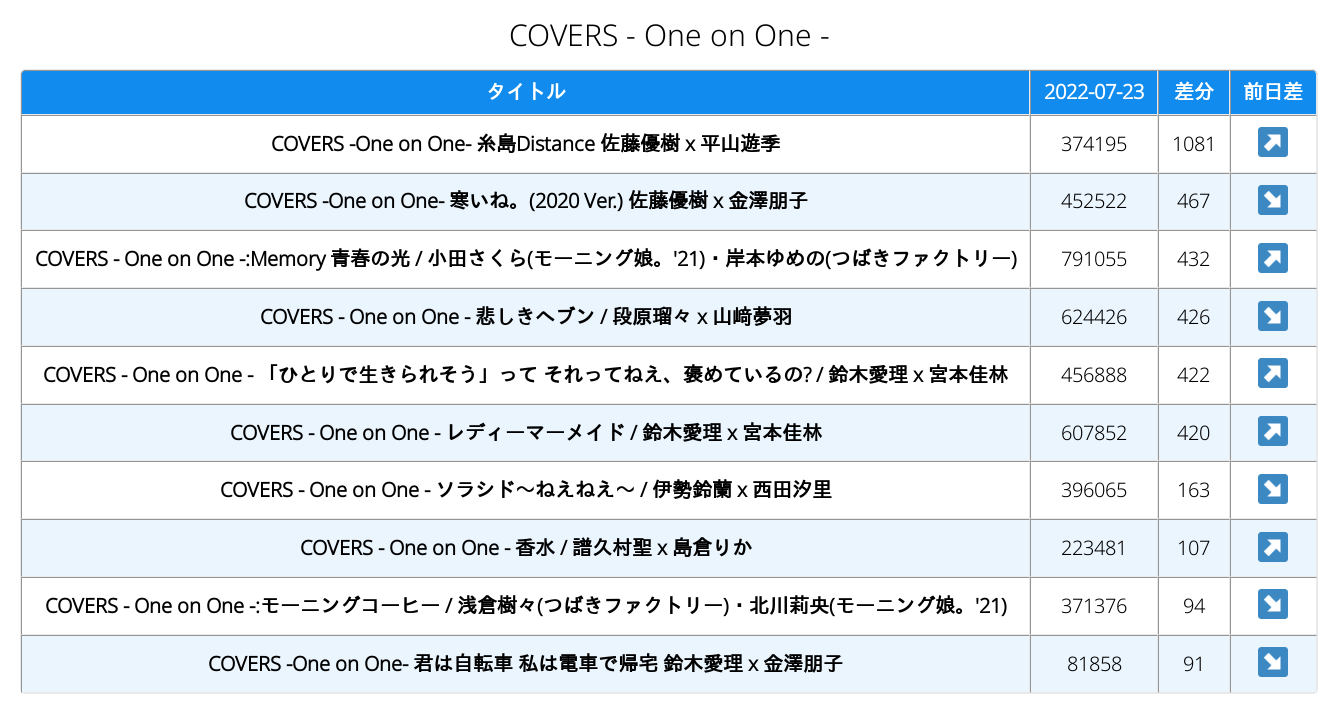 COVERS - One on One -
タイトル 2022-07-23 差分 前日差
COVERS -One on One- 糸島Distance 佐藤優樹 x 平山遊季 374195 1081
COVERS -One on One- 寒いね。(2020 Ver.) 佐藤優樹 x 金澤朋子 452522 467
COVERS - One on One -:Memory 青春の光 / 小田さくら(モーニング娘。'21)・岸本ゆめの(つばきファクトリー) 791055 432
COVERS - One on One - 悲しきヘブン / 段原瑠々 x 山﨑夢羽 624426 426
COVERS - One on One - 「ひとりで生きられそう」って それってねえ、褒めているの? / 鈴木愛理 x 宮本佳林 456888 422
COVERS - One on One - レディーマーメイド / 鈴木愛理 x 宮本佳林 607852 420
COVERS - One on One - ソラシド〜ねえねえ〜 / 伊勢鈴蘭 x 西田汐里 396065 163
COVERS - One on One - 香水 / 譜久村聖 x 島倉りか 223481 107
COVERS - One on One -:モーニングコーヒー / 浅倉樹々(つばきファクトリー)・北川莉央(モーニング娘。'21) 371376 94
COVERS -One on One- 君は自転車 私は電車で帰宅 鈴木愛理 x 金澤朋子 81858 91